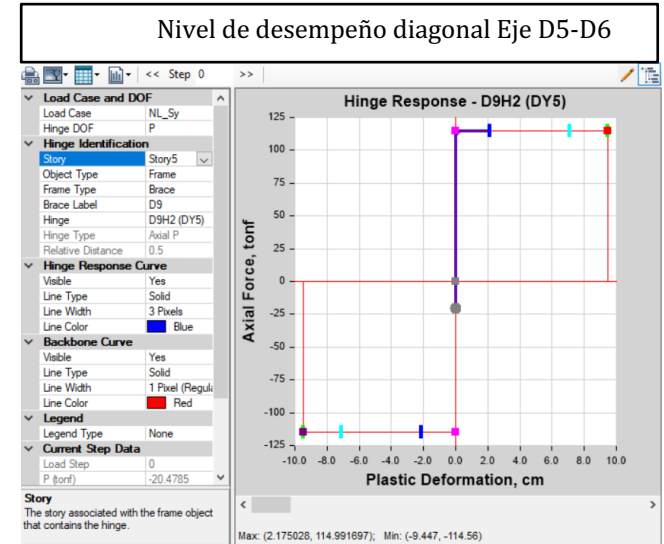 Nivel de desempeño diagonal Eje D5-D6
<< Step 0 >>
Load Case and DOF
Load Case NL_Sy
Hinge DOF P
Hinge Identification
Story Story5
Object Type Frame
Frame Type Brace
Brace Label D9
Hinge D9H2 (DY5)
Hinge Type Axial P
Relative Distance 0.5
Hinge Response Curve
Visible Yes
Line Type Solid
Line Width 3 Pixels
Line Color Blue
Backbone Curve
Visible Yes
Line Type Solid
Line Width 1 Pixel (Regula
Line Color Red
Legend
Legend Type None
Current Step Data
Load Step 0
P (tonf) -20.4785
Story
The story associated with the frame object
that contains the hinge.
Hinge Response - D9H2 (DY5)
Axial Force, tonf
125
100
75
50
25
0
-25
-50
-75
-100
-125
-10.0 -8.0 -6.0 -4.0 -2.0 0.0 2.0 4.0 6.0 8.0 10.0
Plastic Deformation, cm
Max: (2.175028, 114.991697); Min: (-9.447, -114.56)